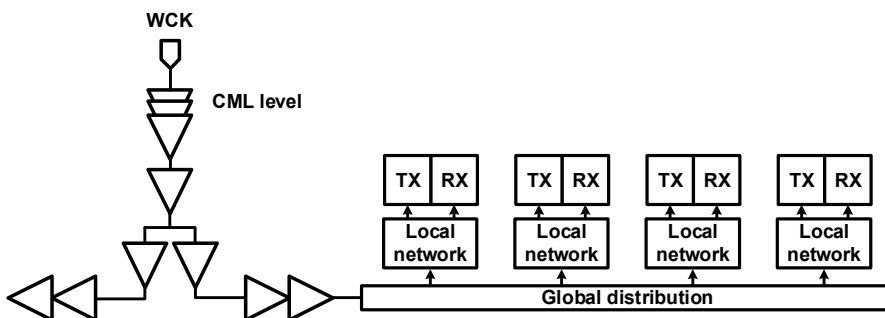 WCK
CML level
TX RX TX RX TX RX TX RX
Local network Local network Local network Local network
Global distribution